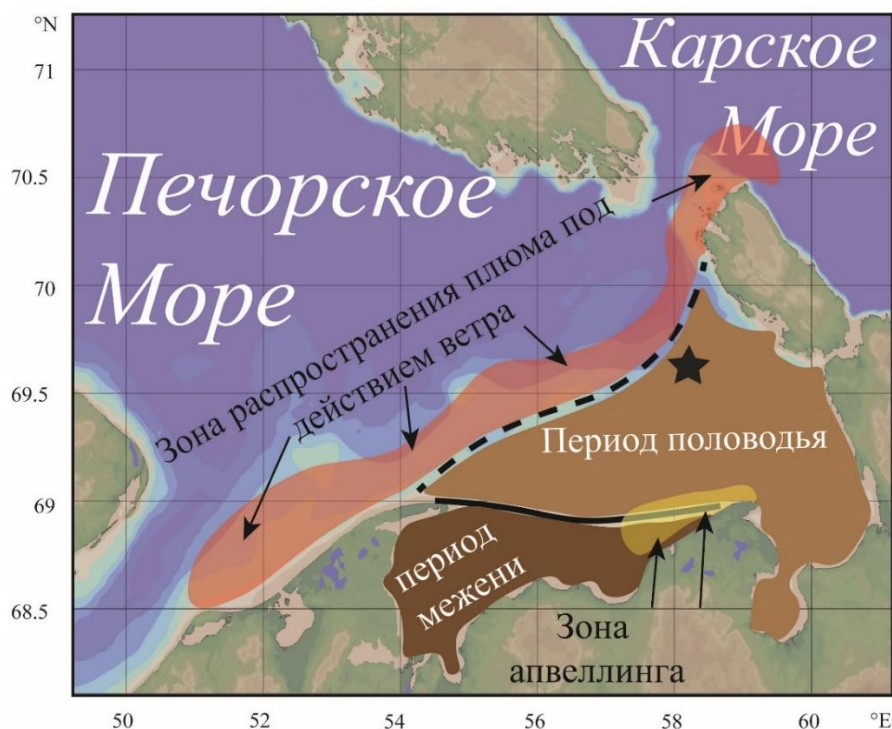 °N
Карское
Море
71
70.5
70
69.5
69
68.5
Печорское
Море
Зона распространения плюма под
действием ветра
Период половодья
период
межени
Зона
апвеллинга
50
52
54
56
58
60
°E